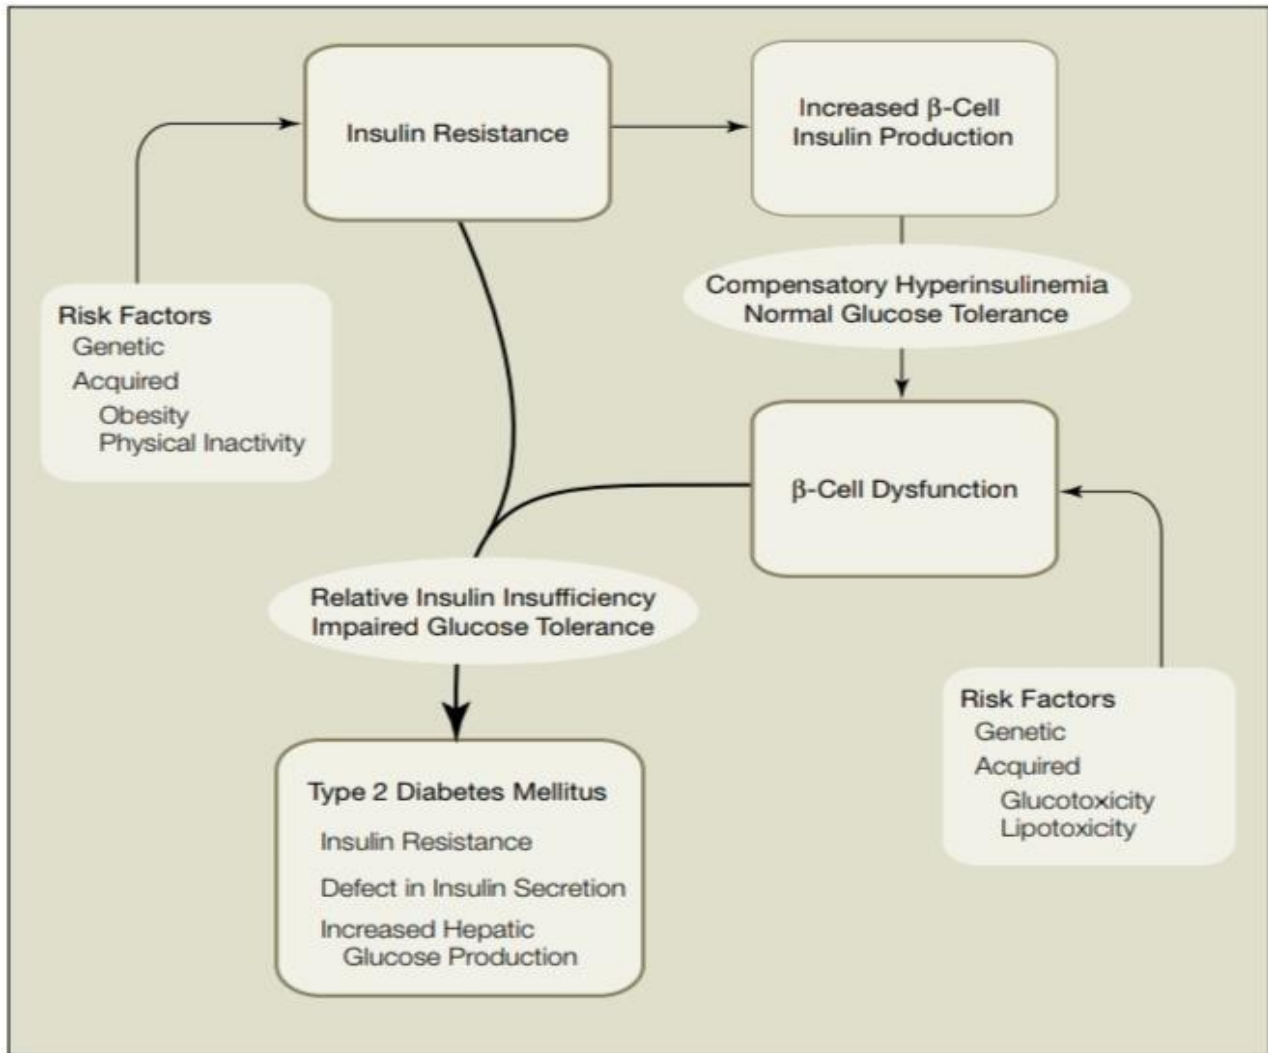 Insulin Resistance
Increased β-Cell
Insulin Production
Compensatory Hyperinsulinemia
Normal Glucose Tolerance
Risk Factors
Genetic
Acquired
Obesity
Physical Inactivity
β-Cell Dysfunction
Relative Insulin Insufficiency
Impaired Glucose Tolerance
Risk Factors
Genetic
Acquired
Glucotoxicity
Lipotoxicity
Type 2 Diabetes Mellitus
Insulin Resistance
Defect in Insulin Secretion
Increased Hepatic
Glucose Production